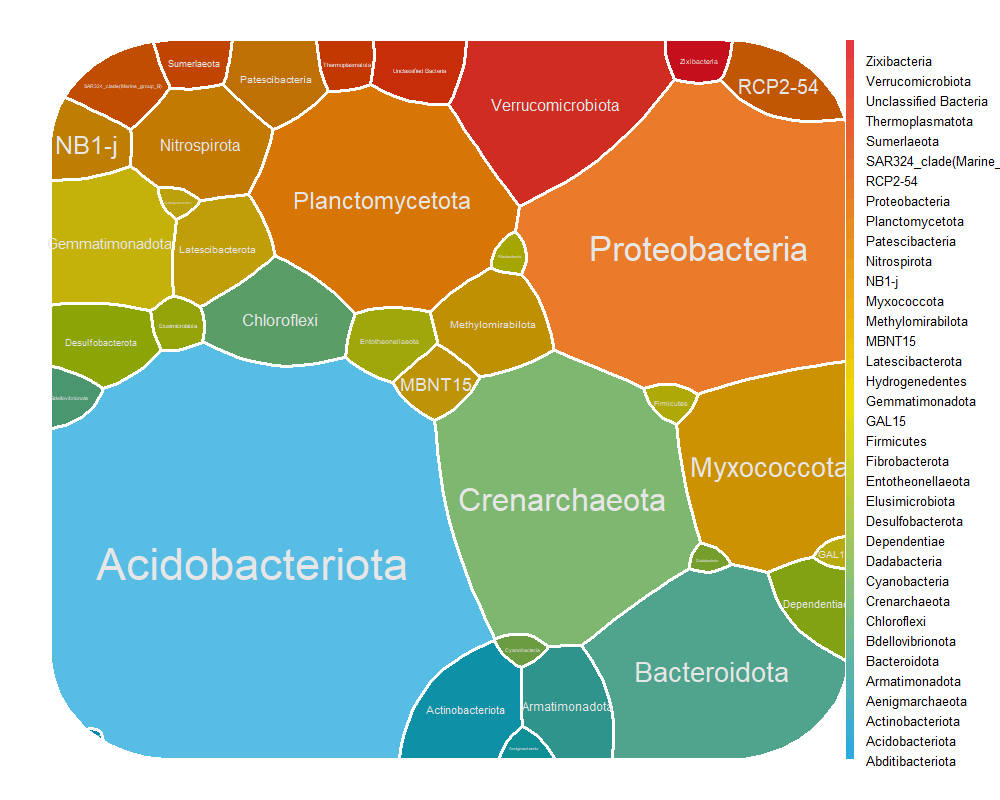 Sumerlaeota
Patescibacteria
Thermoplasmatota
Unclassified Bacteria
Zixibacteria
SAR324_clade(Marine_group_B)
RCP2-54
Verrucomicrobiota
NB1-j
Nitrospirota
Planctomycetota
Gemmatimonadota
Latescibacterota
Proteobacteria
Chloroflexi
Elusimicrobiota
Methylomirabilota
Desulfobacterota
Entotheonellaeota
MBNT15
Bdellovibrionota
Firmicutes
Myxococcota
Crenarchaeota
GAL1
Acidobacteriota
Dependentiae
Cyanobacteria
Bacteroidota
Actinobacteriota
Armatimonadota
Aenigmarchaeota
Zixibacteria
Verrucomicrobiota
Unclassified Bacteria
Thermoplasmatota
Sumerlaeota
SAR324_clade(Marine_
RCP2-54
Proteobacteria
Planctomycetota
Patescibacteria
Nitrospirota
NB1-j
Myxococcota
Methylomirabilota
MBNT15
Latescibacterota
Hydrogenedentes
Gemmatimonadota
GAL15
Firmicutes
Fibrobacterota
Entotheonellaeota
Elusimicrobiota
Desulfobacterota
Dependentiae
Dadabacteria
Cyanobacteria
Crenarchaeota
Chloroflexi
Bdellovibrionota
Bacteroidota
Armatimonadota
Aenigmarchaeota
Actinobacteriota
Acidobacteriota
Abditibacteriota